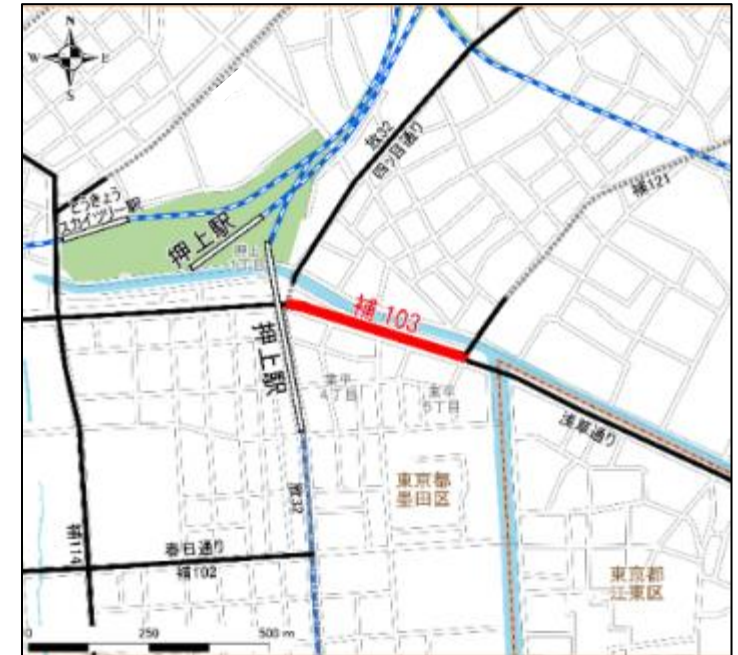 N
W E
S
放32
四ツ目通り
補121
とうきょう
スカイツリー駅
押上駅
押上
1丁目
補 103
押上駅
業平
4丁目
業平
5丁目
浅草通り
東京都
墨田区
放32
補114
春日通り
補102
東京都
江東区
0 250 500 m